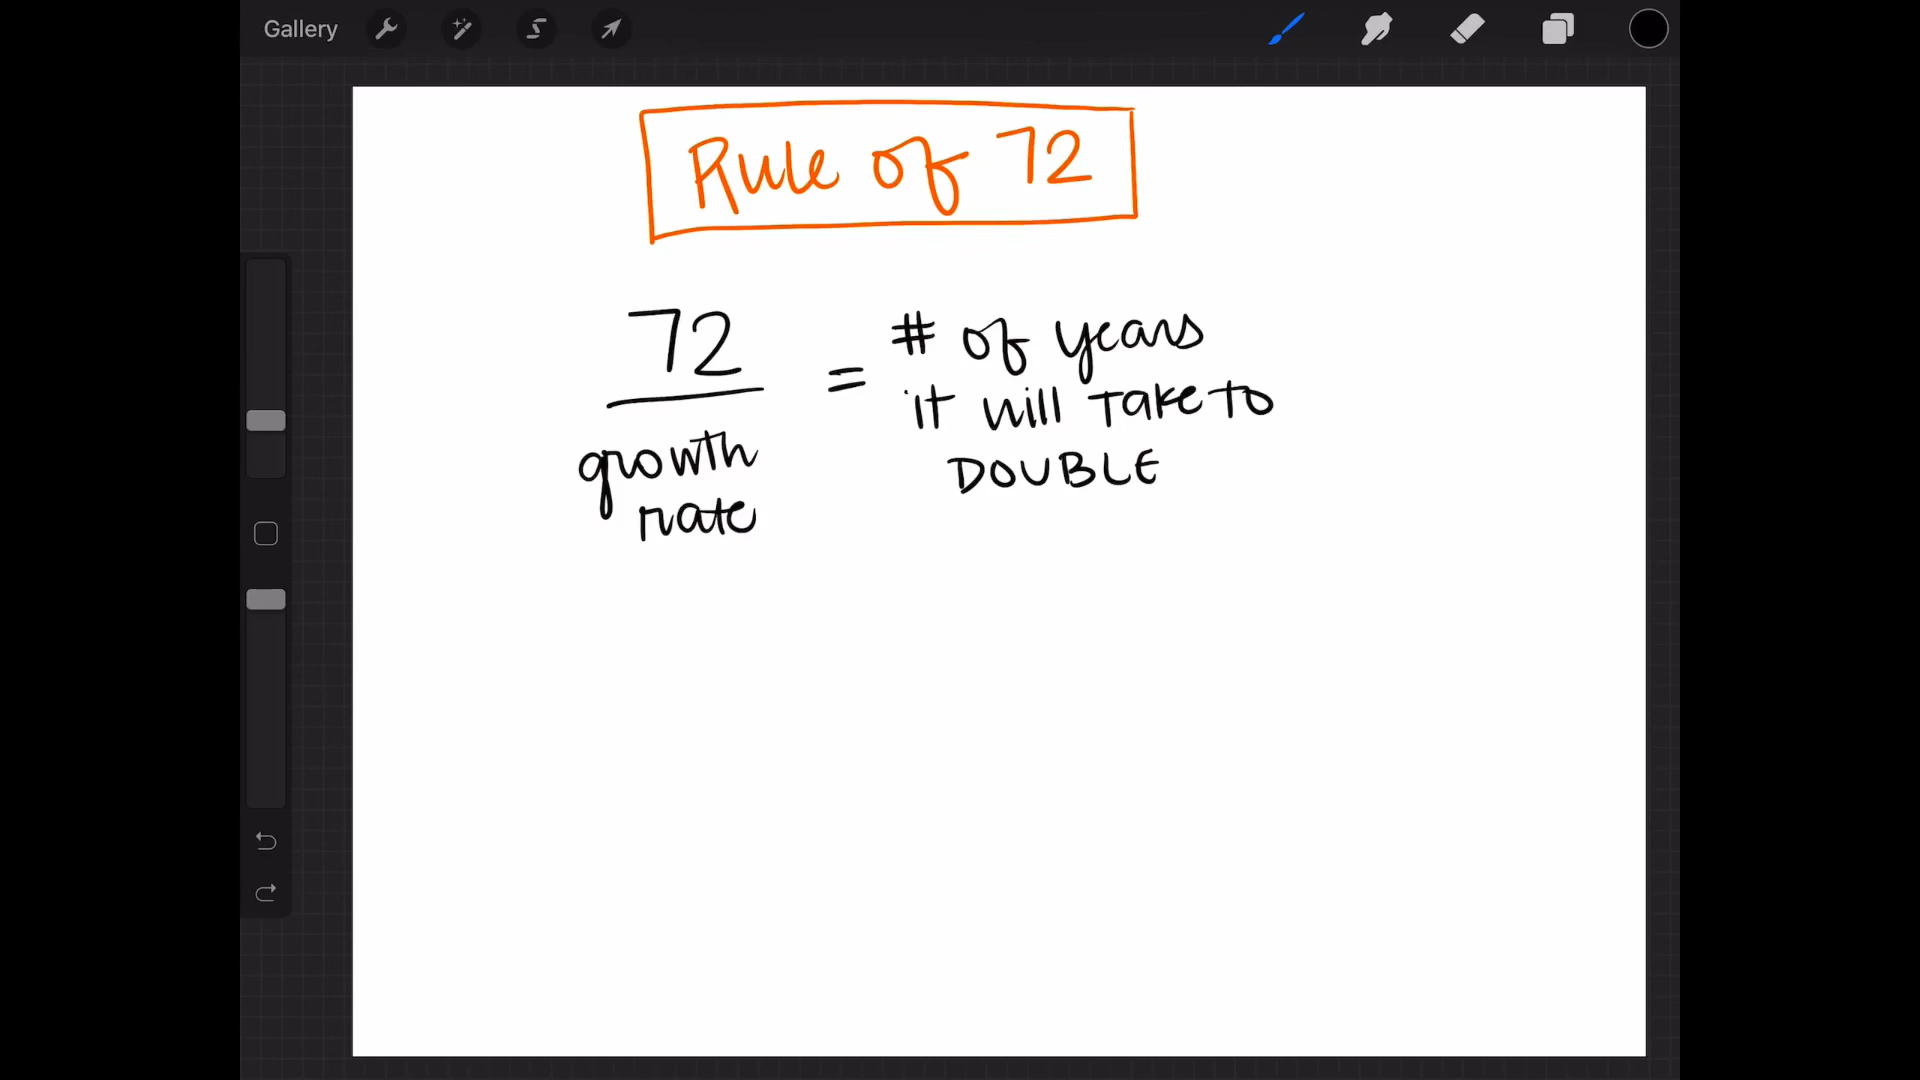 Gallery
Rule of 72
72
growth
rate
=
# of years
it will take to
DOUBLE